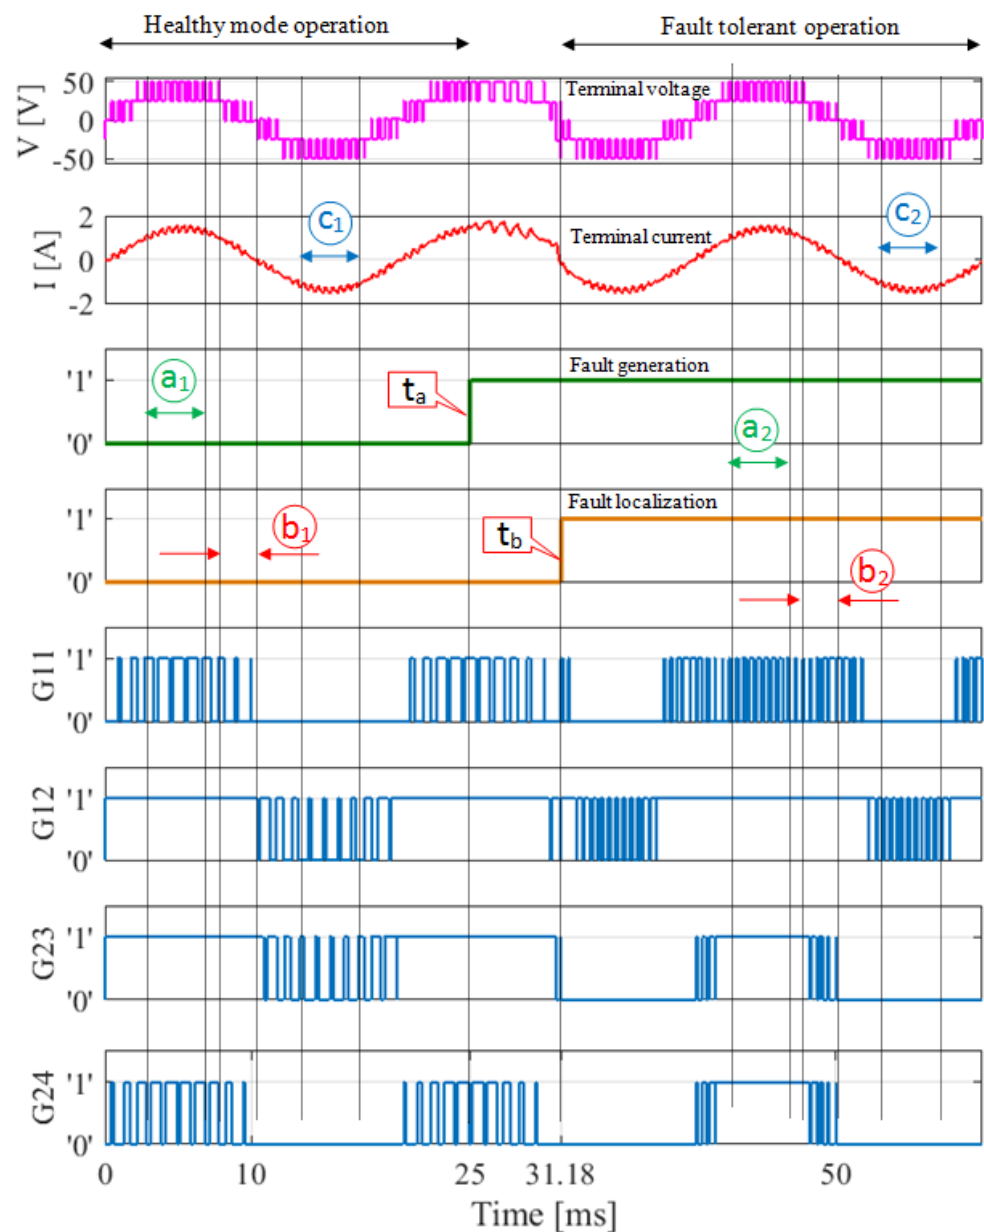 Healthy mode operation
Fault tolerant operation
V [V]
50
0
-50
Terminal voltage
I [A]
2
0
-2
c1
Terminal current
c2
'1'
'0'
a1
ta
Fault generation
a2
'1'
'0'
b1
tb
Fault localization
b2
G11
'1'
'0'
G12
'1'
'0'
G23
'1'
'0'
G24
'1'
'0'
0 10 25 31.18 50
Time [ms]